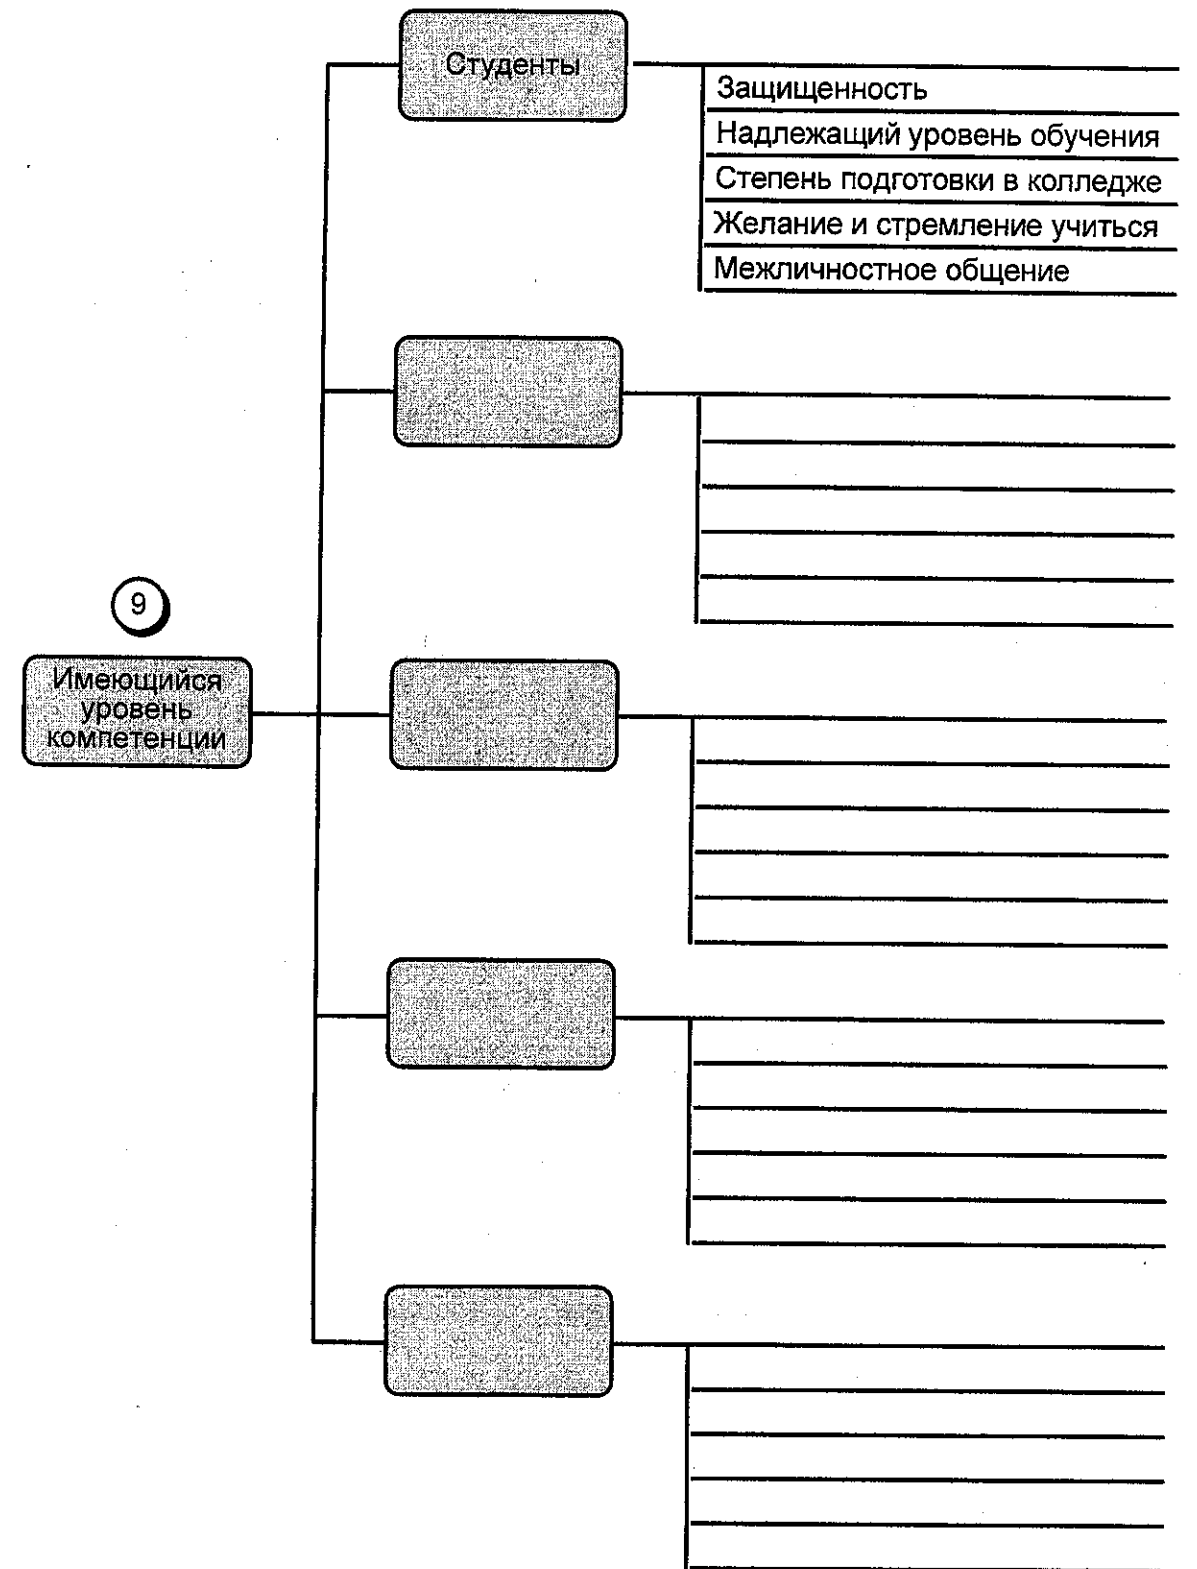 Студенты
Защищенность
Надлежащий уровень обучения
Степень подготовки в колледже
Желание и стремление учиться
Межличностное общение
9
Имеющийся
уровень
компетенции